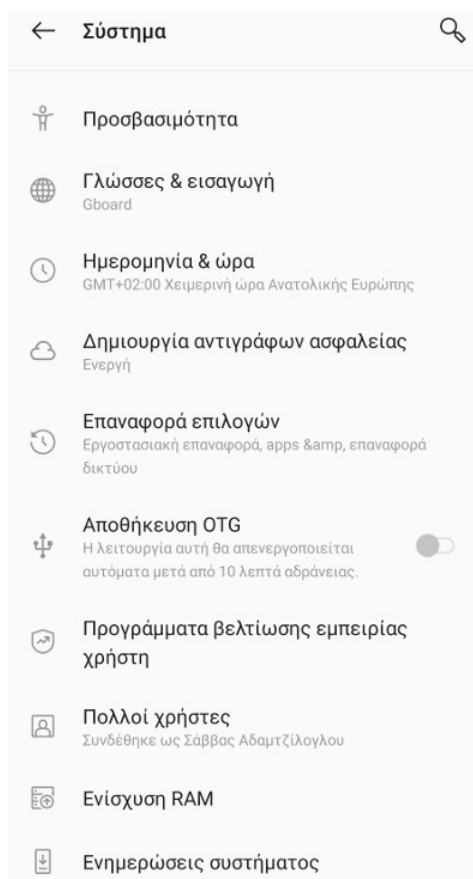 Σύστημα
Προσβασιμότητα
Γλώσσες & εισαγωγή
Gboard
Ημερομηνία & ώρα
GMT+02:00 Χειμερινή ώρα Ανατολικής Ευρώπης
Δημιουργία αντιγράφων ασφαλείας
Ενεργή
Επαναφορά επιλογών
Εργοστασιακή επαναφορά, apps &amp, επαναφορά
δικτύου
Αποθήκευση OTG
Η λειτουργία αυτή θα απενεργοποιείται
αυτόματα μετά από 10 λεπτά αδράνειας.
Προγράμματα βελτίωσης εμπειρίας
χρήστη
Πολλοί χρήστες
Συνδέθηκε ως Σάββας Αδαμτζίλογλου
Ενίσχυση RAM
Ενημερώσεις συστήματος